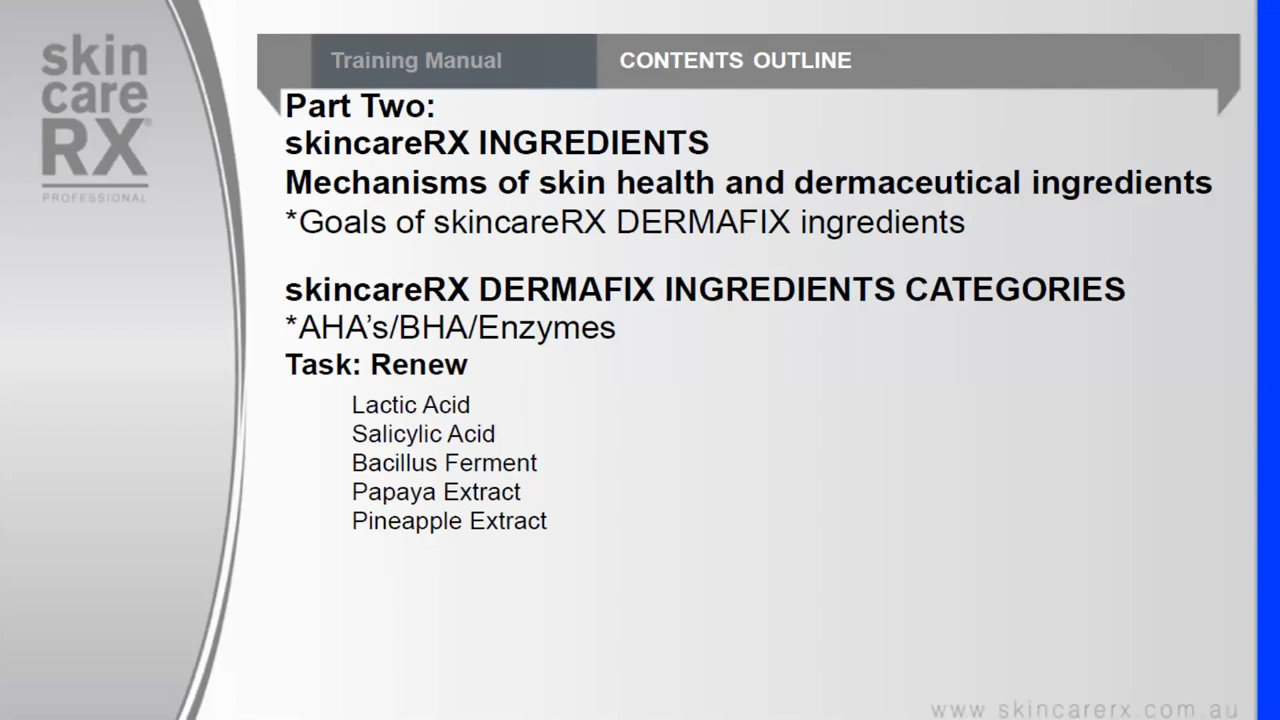 skin
care
RX®
PROFESSIONAL
Training Manual
CONTENTS OUTLINE
Part Two:
skincareRX INGREDIENTS
Mechanisms of skin health and dermaceutical ingredients
*Goals of skincareRX DERMAFIX ingredients
skincareRX DERMAFIX INGREDIENTS CATEGORIES
*AHA’s/BHA/Enzymes
Task: Renew
Lactic Acid
Salicylic Acid
Bacillus Ferment
Papaya Extract
Pineapple Extract
www.skincarerx.com.au